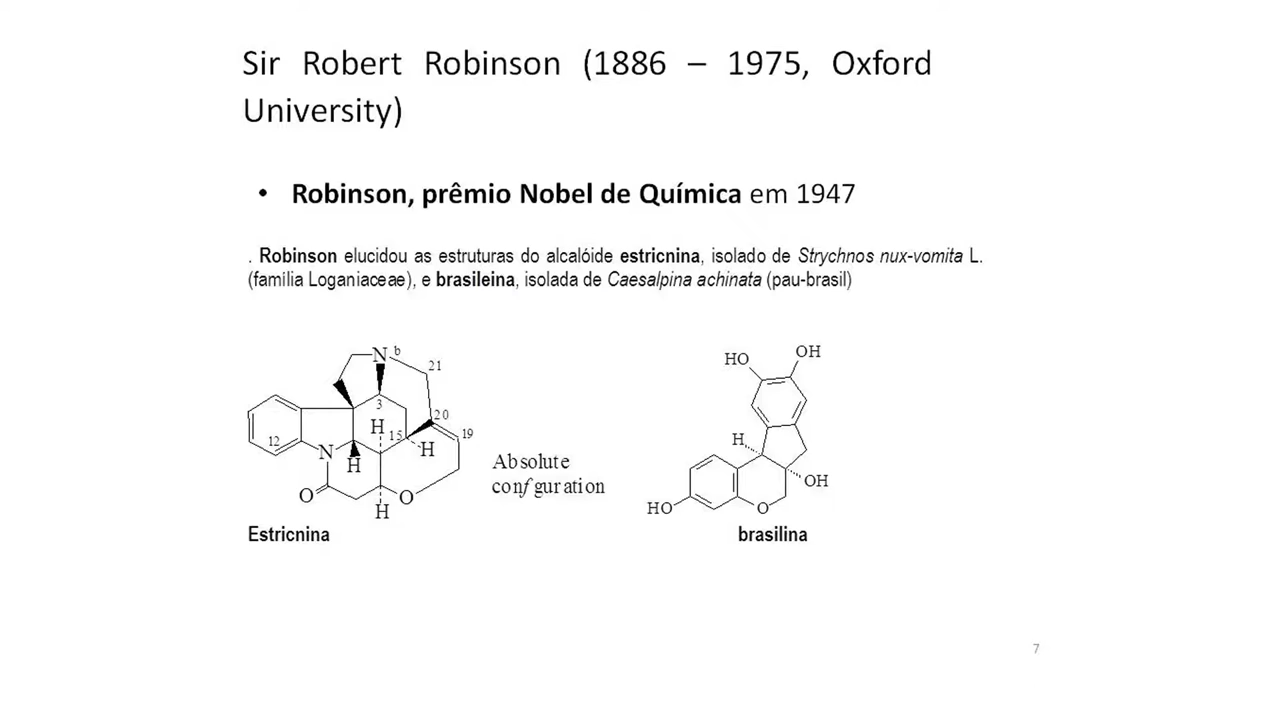 Sir Robert Robinson (1886 – 1975, Oxford
University)
• Robinson, prêmio Nobel de Química em 1947
. Robinson elucidou as estruturas do alcalóide estricnina, isolado de Strychnos nux-vomita L.
(família Loganiaceae), e brasileina, isolada de Caesalpina achinata (pau-brasil)
N b
21
3
20
H
15
19
12
H
N
H
O
O
H
Absolute
configuration
Estricnina
HO
OH
H
OH
HO
O
brasilina
7